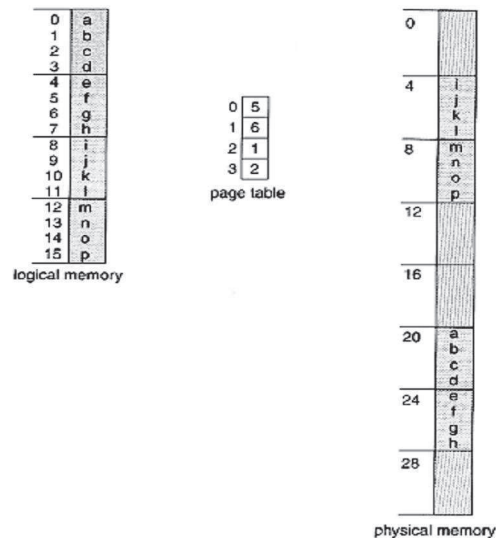 0 a
1 b
2 c
3 d
4 e
5 f
6 g
7 h
8 i
9 j
10 k
11 l
12 m
13 n
14 o
15 p
logical memory
0 5
1 6
2 1
3 2
page table
0
4 i
j
k
l
8 m
n
o
p
12
16
20 a
b
c
d
24 e
f
g
h
28
physical memory